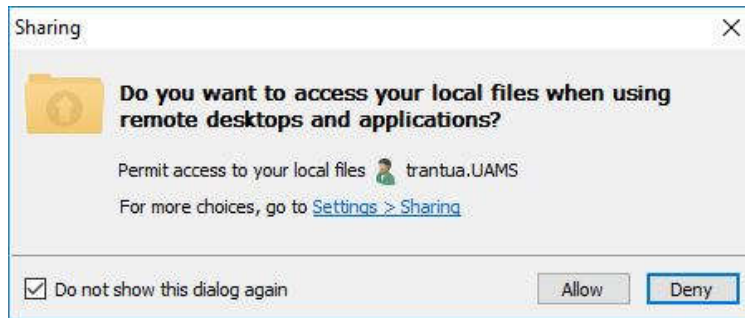 Sharing
Do you want to access your local files when using
remote desktops and applications?
Permit access to your local files trantua.UAMS
For more choices, go to Settings > Sharing
Do not show this dialog again
Allow
Deny